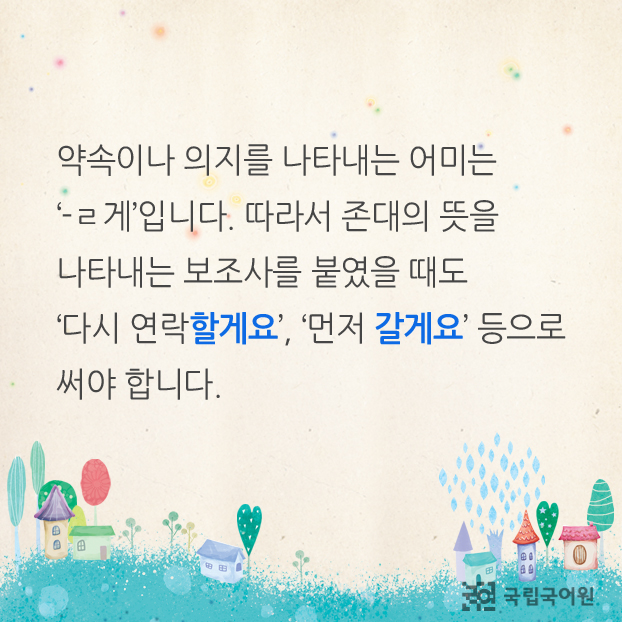 약속이나 의지를 나타내는 어미는
‘-ㄹ게’입니다. 따라서 존대의 뜻을
나타내는 보조사를 붙였을 때도
‘다시 연락할게요’, ‘먼저 갈게요’ 등으로
써야 합니다.
국립국어원